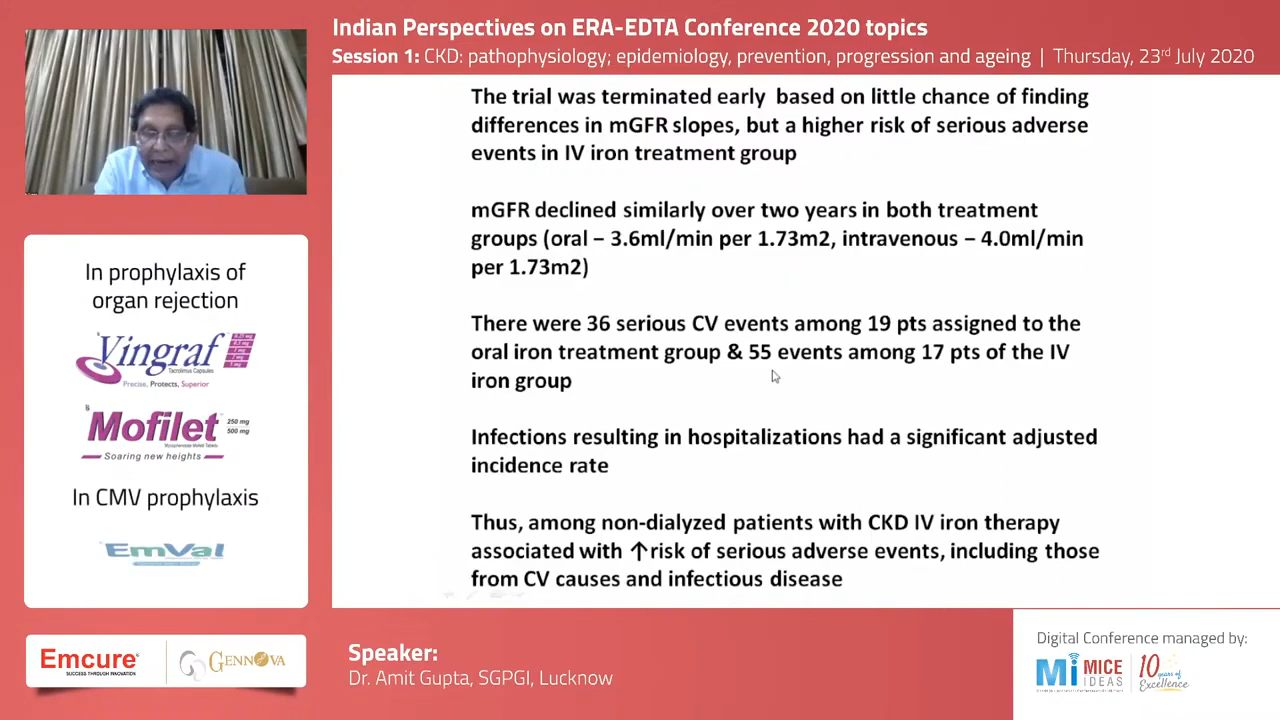 Indian Perspectives on ERA-EDTA Conference 2020 topics
Session 1: CKD: pathophysiology; epidemiology, prevention, progression and ageing | Thursday, 23rd July 2020
The trial was terminated early based on little chance of finding
differences in mGFR slopes, but a higher risk of serious adverse
events in IV iron treatment group
mGFR declined similarly over two years in both treatment
groups (oral – 3.6ml/min per 1.73m2, intravenous – 4.0ml/min
per 1.73m2)
There were 36 serious CV events among 19 pts assigned to the
oral iron treatment group & 55 events among 17 pts of the IV
iron group
Infections resulting in hospitalizations had a significant adjusted
incidence rate
Thus, among non-dialyzed patients with CKD IV iron therapy
associated with ↑risk of serious adverse events, including those
from CV causes and infectious disease
In prophylaxis of
organ rejection
Vingraf
Tacrolimus Capsules
Precise, Protects, Superior
Mofilet
250 mg
500 mg
Soaring new heights
In CMV prophylaxis
EmVal
Emcure
SUCCESS THROUGH INNOVATION
GENNOVA
Speaker:
Dr. Amit Gupta, SGPGI, Lucknow
Digital Conference managed by:
Mi MICE
IDEAS
10 years of
Excellence